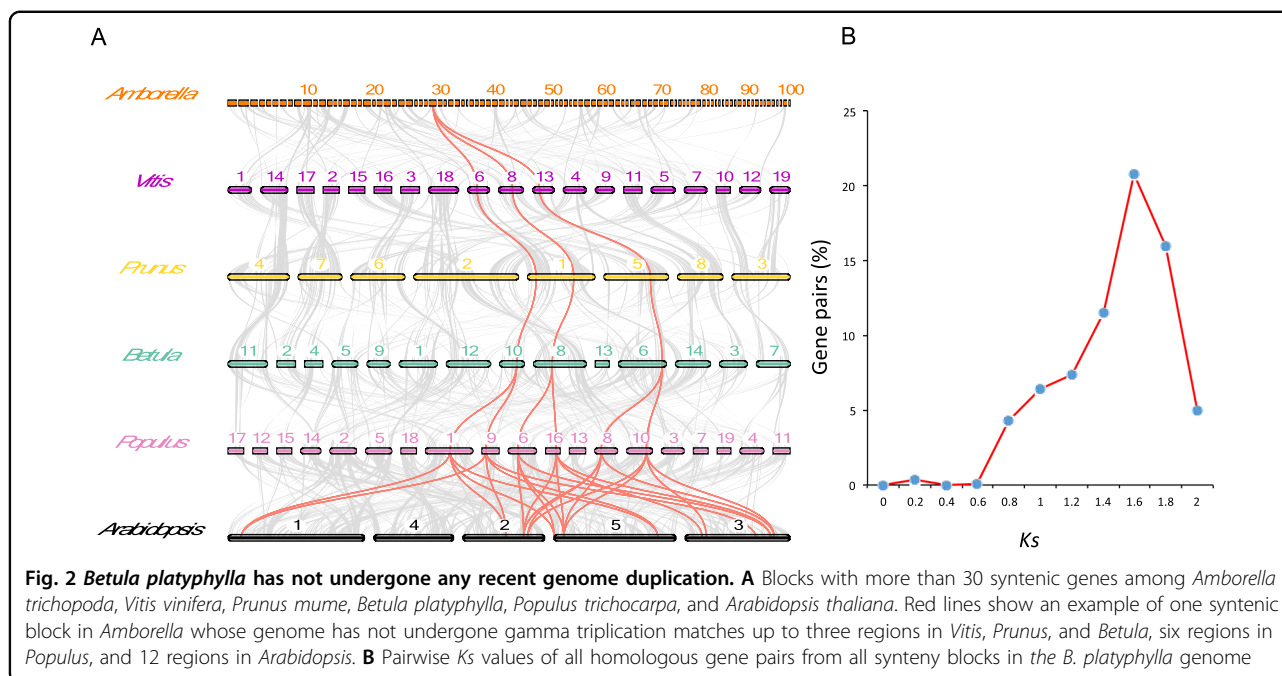 A
B
Amborella
10 20 30 40 50 60 70 80 90 100
Vitis
1 14 17 2 15 16 3 18 6 8 13 4 9 11 5 7 10 12 19
Prunus
4 7 6 2 1 5 8 3
Betula
11 2 4 5 9 1 12 10 8 13 6 14 3 7
Populus
17 12 15 14 2 5 18 1 9 6 16 13 8 10 3 7 19 4 11
Arabidopsis
1 4 2 5 3
Gene pairs (%)
25
20
15
10
5
0
0 0.2 0.4 0.6 0.8 1 1.2 1.4 1.6 1.8 2
Ks
Fig. 2 Betula platyphylla has not undergone any recent genome duplication. A Blocks with more than 30 syntenic genes among Amborella
trichopoda, Vitis vinifera, Prunus mume, Betula platyphylla, Populus trichocarpa, and Arabidopsis thaliana. Red lines show an example of one syntenic
block in Amborella whose genome has not undergone gamma triplication matches up to three regions in Vitis, Prunus, and Betula, six regions in
Populus, and 12 regions in Arabidopsis. B Pairwise Ks values of all homologous gene pairs from all synteny blocks in the B. platyphylla genome